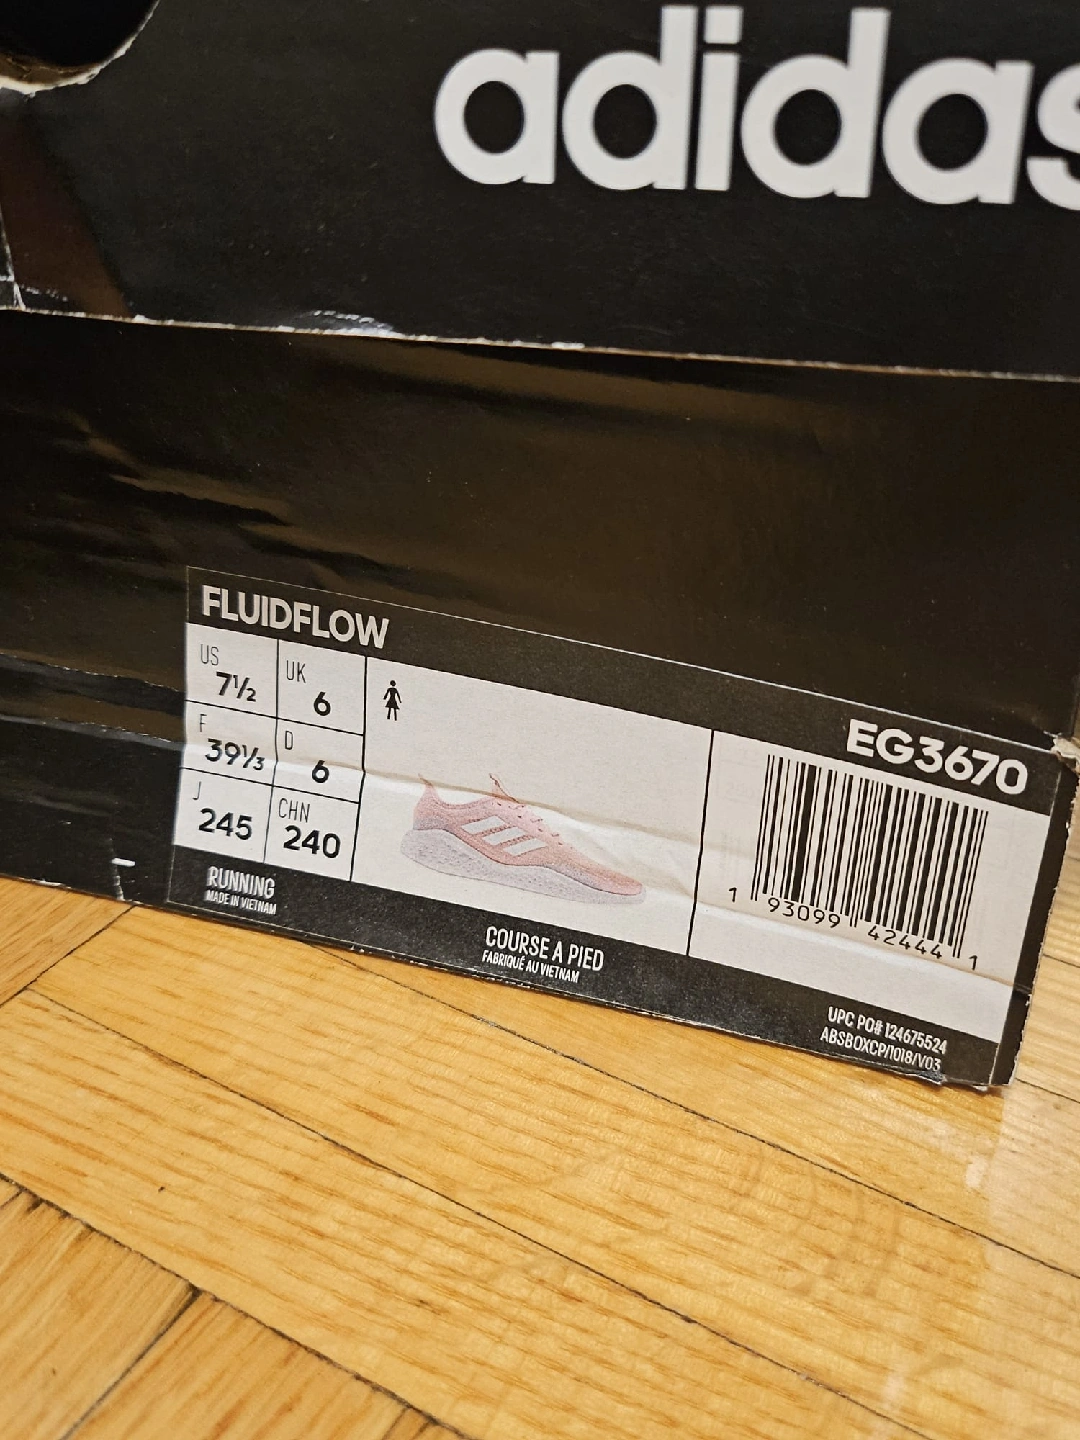 adidas
FLUIDFLOW
US 7½ UK 6
F 39⅓ D 6
J 245 CHN 240
EG3670
1 93099 42444 1
RUNNING
MADE IN VIETNAM
COURSE A PIED
FABRIQUÉ AU VIETNAM
UPC PO# 124675524
ABSBOXCP/1018/V03